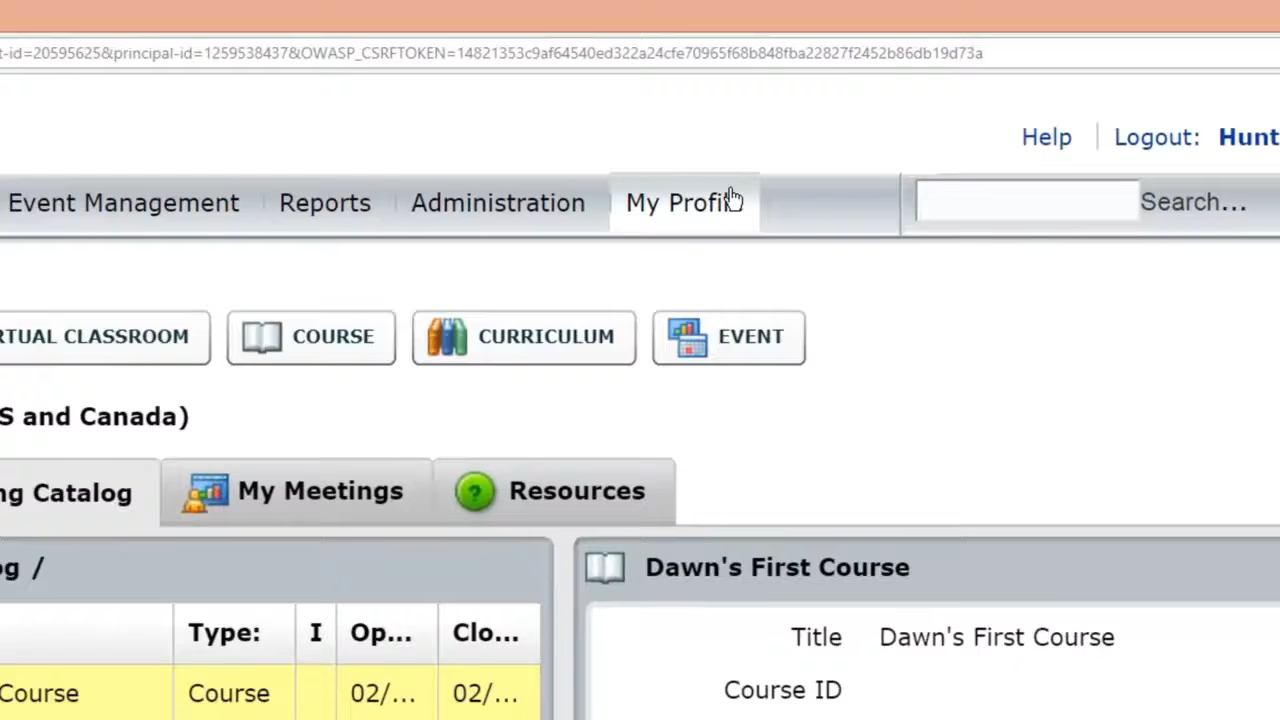 t-id=20595625&principal-id=1259538437&OWASP_CSRFTOKEN=14821353c9af64540ed322a24cfe70965f68b848fba22827f2452b86db19d73a
Help Logout: Hunt
Event Management Reports Administration My Profile Search...
RTUAL CLASSROOM COURSE CURRICULUM EVENT
S and Canada)
ng Catalog My Meetings Resources
og / Dawn's First Course
Type: I Op... Clo...
Title Dawn's First Course
Course ID
Course Course 02/... 02/...